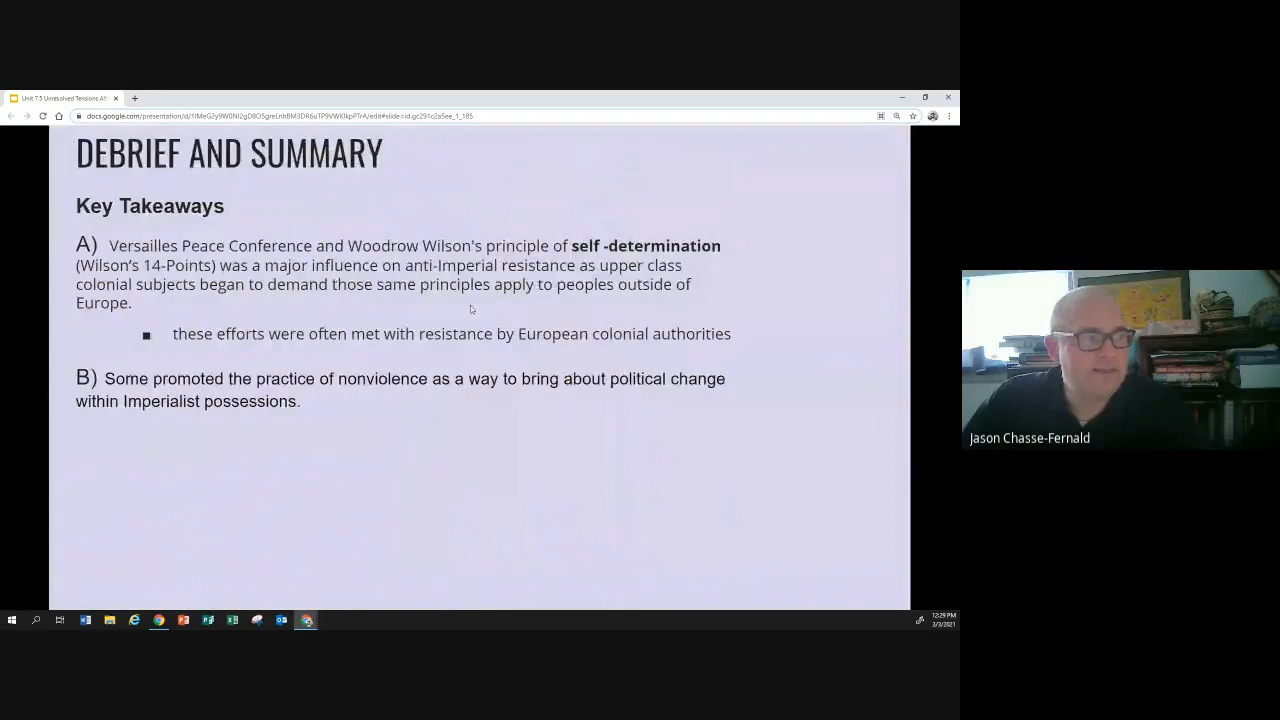 Unit 7.5 Unresolved Tensions Aft
DEBRIEF AND SUMMARY
Key Takeaways
A) Versailles Peace Conference and Woodrow Wilson's principle of self -determination
(Wilson's 14-Points) was a major influence on anti-Imperial resistance as upper class
colonial subjects began to demand those same principles apply to peoples outside of
Europe.
■ these efforts were often met with resistance by European colonial authorities
B) Some promoted the practice of nonviolence as a way to bring about political change
within Imperialist possessions.
Jason Chasse-Fernald
12:29 PM
3/3/2021